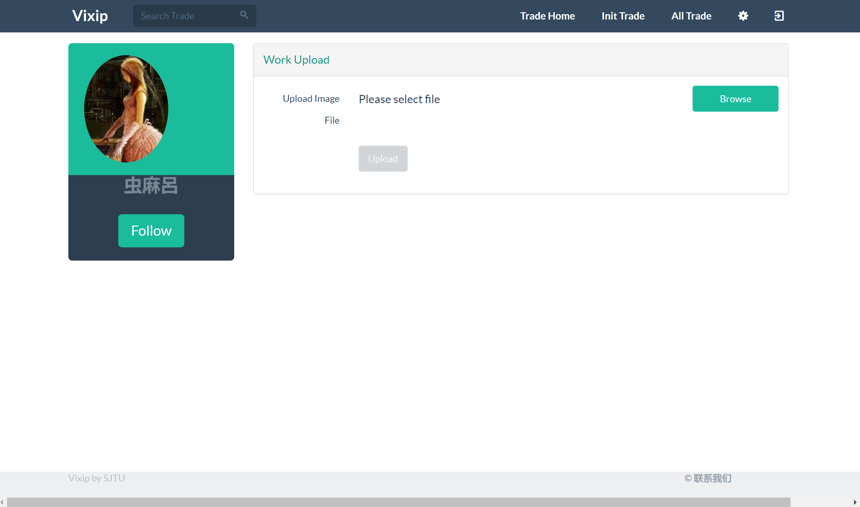 Vixip
Search Trade
Trade Home
Init Trade
All Trade
虫麻呂
Follow
Work Upload
Upload Image
File
Please select file
Browse
Upload
Vixip by SJTU
© 联系我们